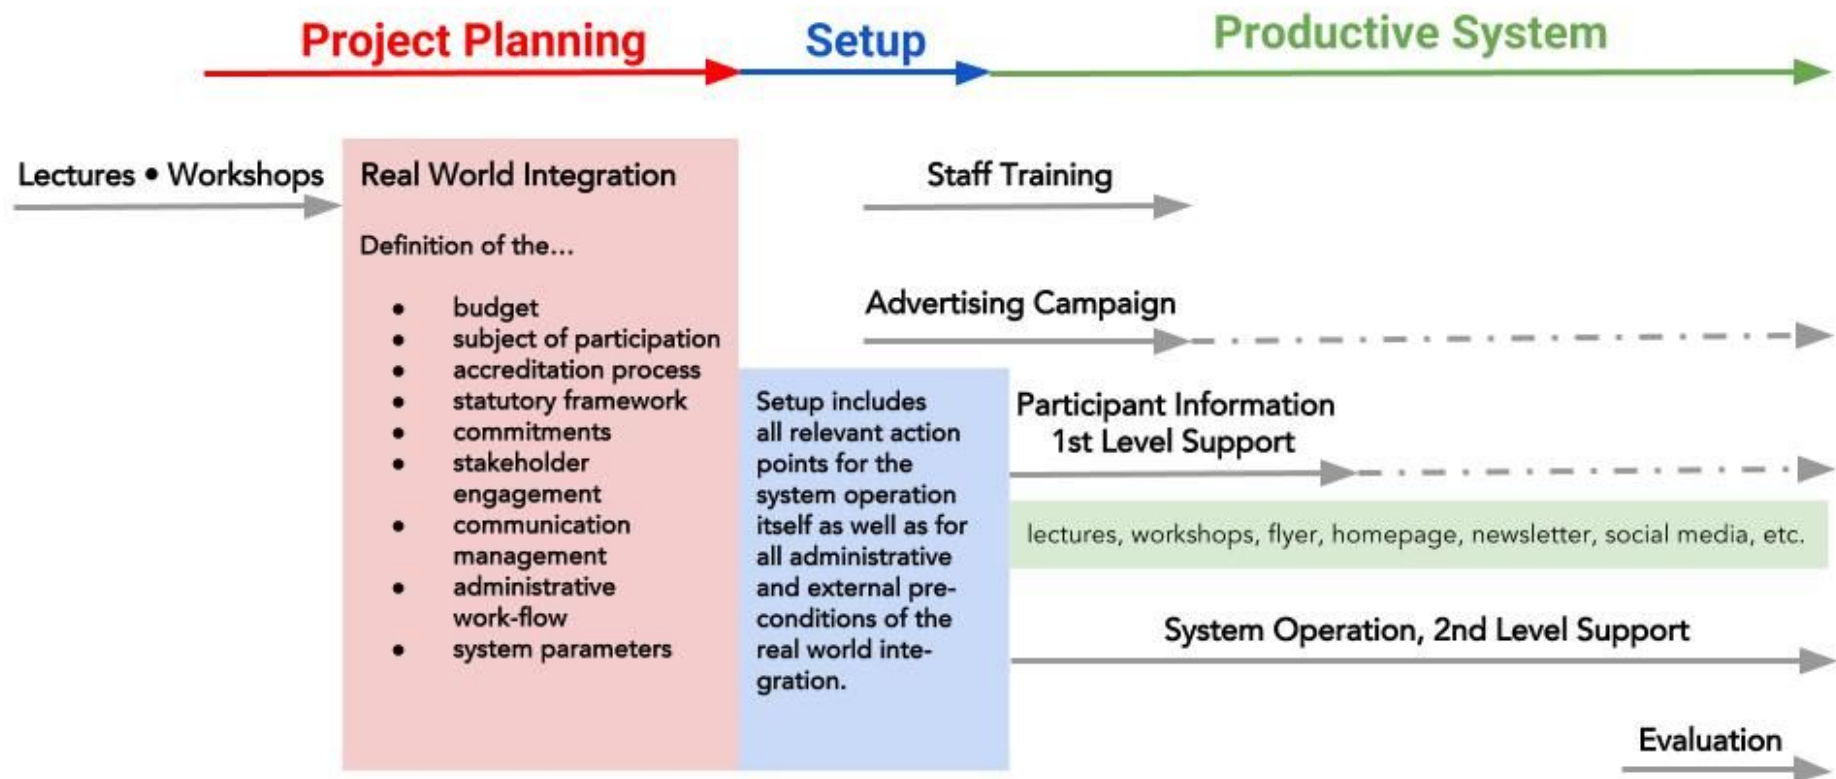 Project Planning
Setup
Productive System
Lectures • Workshops
Real World Integration
Definition of the...
● budget
● subject of participation
● accreditation process
● statutory framework
● commitments
● stakeholder
engagement
● communication
management
● administrative
work-flow
● system parameters
Setup includes
all relevant action
points for the
system operation
itself as well as for
all administrative
and external pre-
conditions of the
real world inte-
gration.
Staff Training
Advertising Campaign
Participant Information
1st Level Support
lectures, workshops, flyer, homepage, newsletter, social media, etc.
System Operation, 2nd Level Support
Evaluation